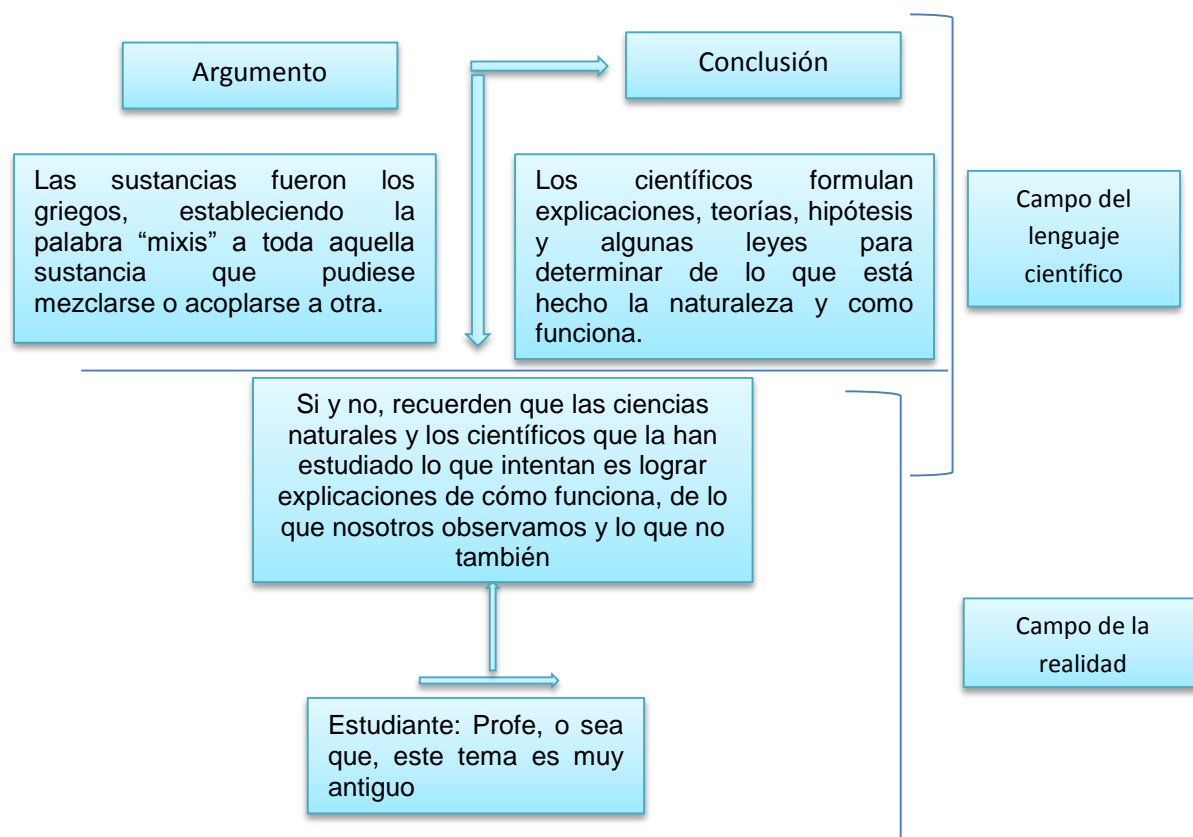 Argumento
Conclusión
Las sustancias fueron los
griegos, estableciendo la
palabra “mixis” a toda aquella
sustancia que pudiese
mezclarse o acoplarse a otra.
Los científicos formulan
explicaciones, teorías, hipótesis
y algunas leyes para
determinar de lo que está
hecho la naturaleza y como
funciona.
Campo del
lenguaje
científico
Si y no, recuerden que las ciencias
naturales y los científicos que la han
estudiado lo que intentan es lograr
explicaciones de cómo funciona, de lo
que nosotros observamos y lo que no
también
Campo de la
realidad
Estudiante: Profe, o sea
que, este tema es muy
antiguo